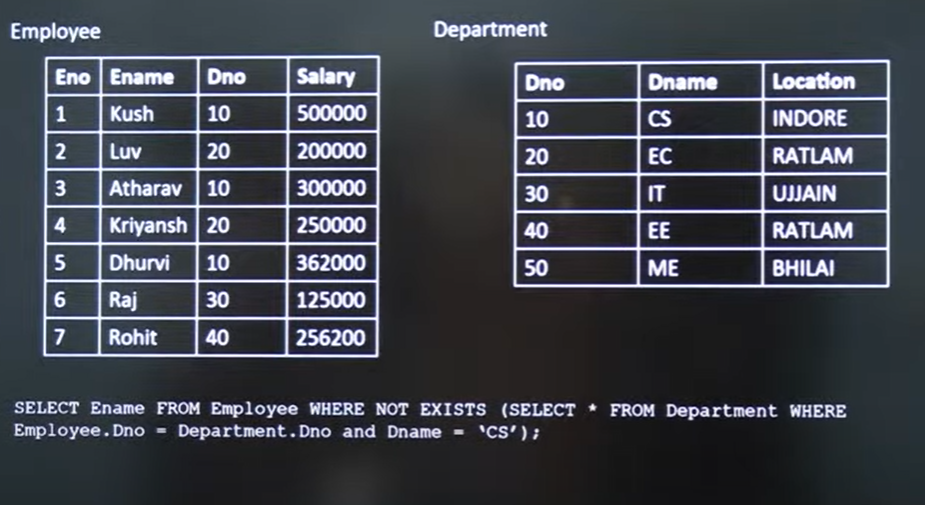 Employee
Eno Ename Dno Salary
1 Kush 10 500000
2 Luv 20 200000
3 Atharav 10 300000
4 Kriyansh 20 250000
5 Dhurvi 10 362000
6 Raj 30 125000
7 Rohit 40 256200
Department
Dno Dname Location
10 CS INDORE
20 EC RATLAM
30 IT UJJAIN
40 EE RATLAM
50 ME BHILAI
SELECT Ename FROM Employee WHERE NOT EXISTS (SELECT * FROM Department WHERE
Employee.Dno = Department.Dno and Dname = ‘CS’);